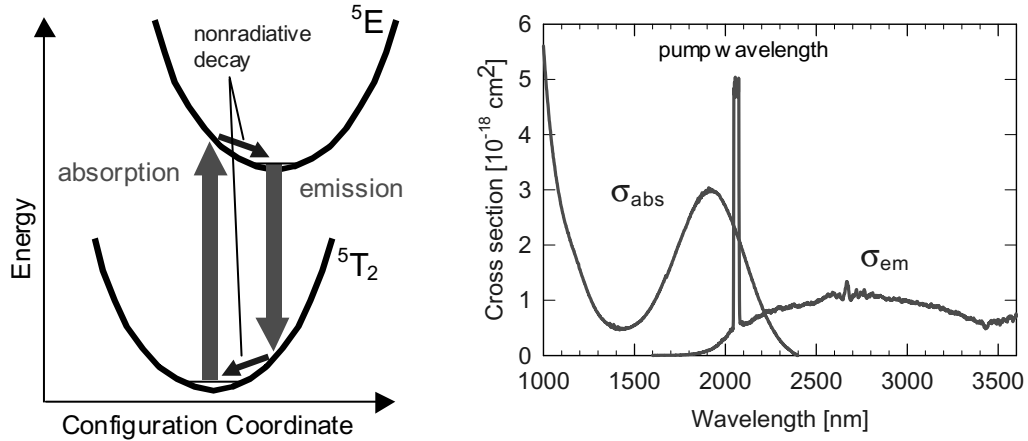 ⁵E
nonradiative
decay
absorption
emission
⁵T₂
Energy
Configuration Coordinate
pump w avelength
σabs
σem
Cross section [10⁻¹⁸ cm²]
6
5
4
3
2
1
0
1000 1500 2000 2500 3000 3500
Wavelength [nm]